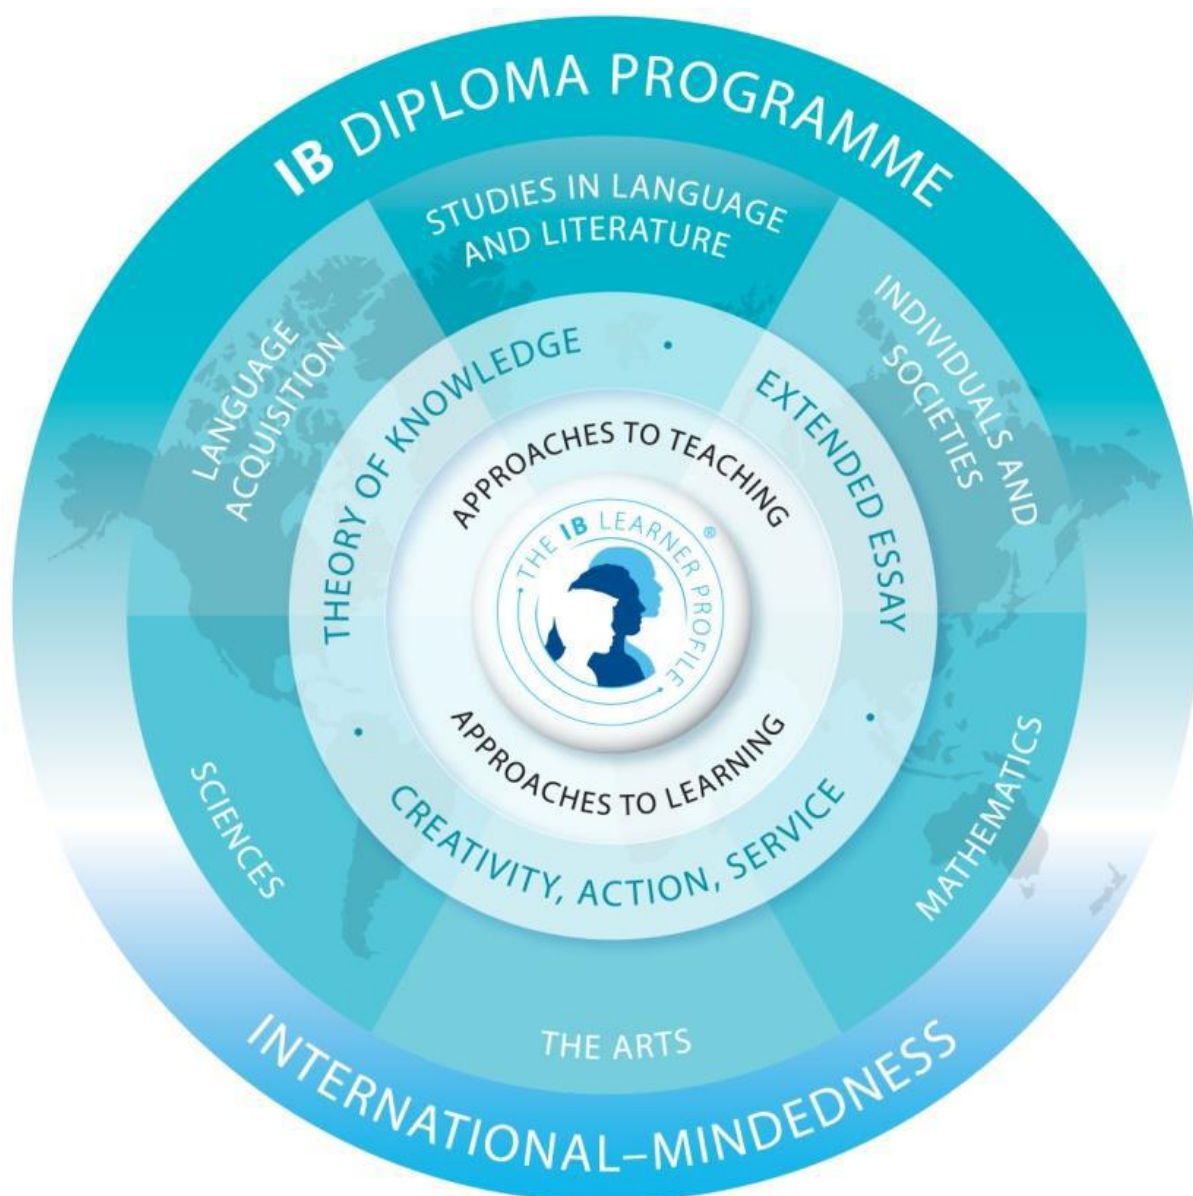 IB DIPLOMA PROGRAMME
STUDIES IN LANGUAGE
AND LITERATURE
LANGUAGE
ACQUISITION
INDIVIDUALS AND
SOCIETIES
THEORY OF KNOWLEDGE
·
EXTENDED ESSAY
APPROACHES TO TEACHING
THE IB LEARNER PROFILE®
APPROACHES TO LEARNING
·
CREATIVITY, ACTION, SERVICE
·
SCIENCES
MATHEMATICS
THE ARTS
INTERNATIONAL–MINDEDNESS